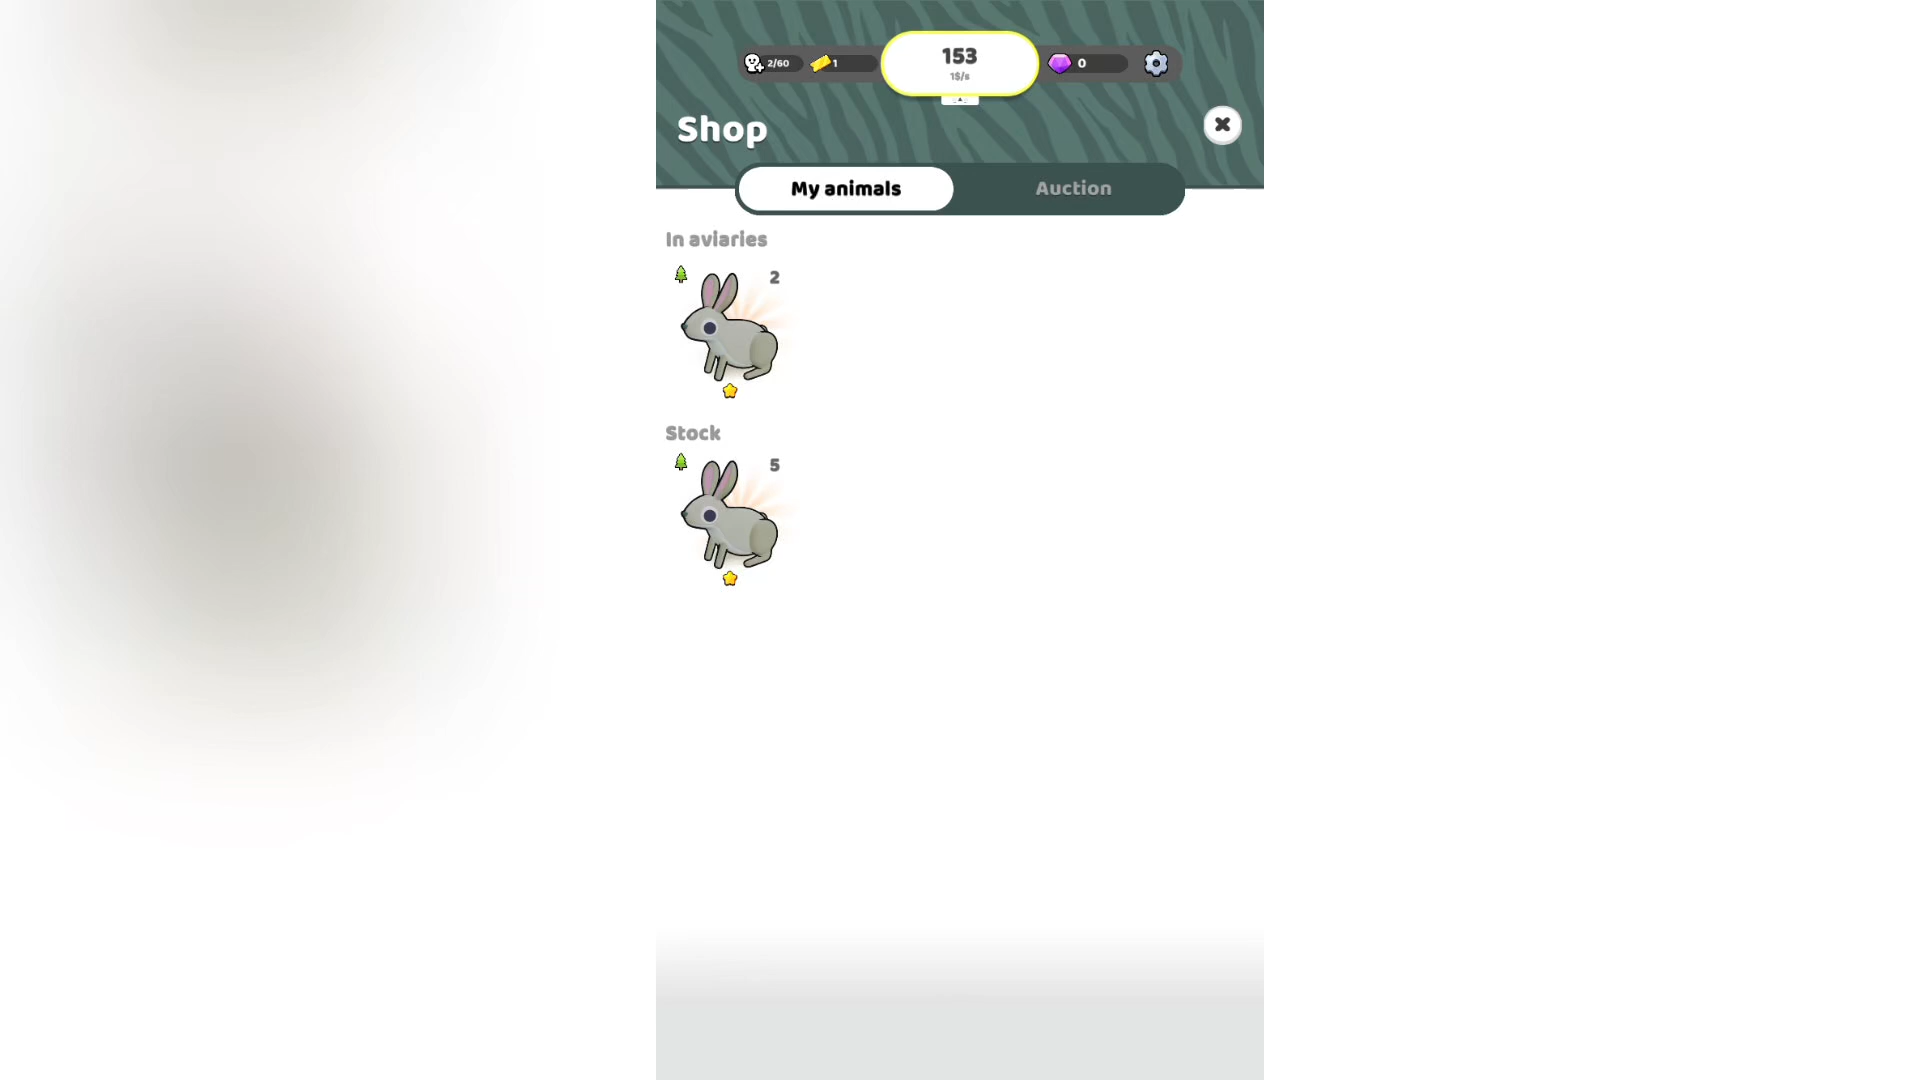 2/60
1
153
1$/s
0
Shop
My animals
Auction
In aviaries
2
Stock
5